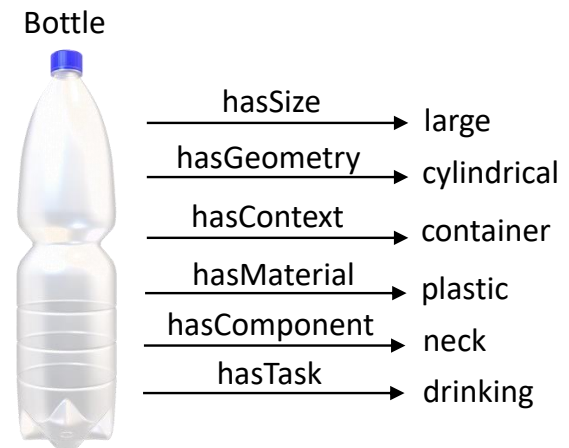 Bottle
hasSize
large
hasGeometry
cylindrical
hasContext
container
hasMaterial
plastic
hasComponent
neck
hasTask
drinking